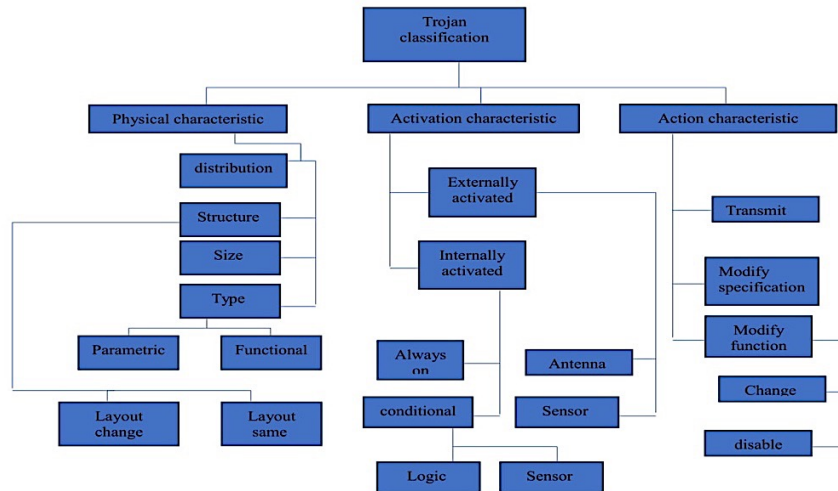 Trojan
classification
Physical characteristic
Activation characteristic
Action characteristic
distribution
Structure
Size
Type
Parametric
Functional
Layout
change
Layout
same
Externally
activated
Internally
activated
Always
on
conditional
Logic
Sensor
Antenna
Sensor
Transmit
Modify
specification
Modify
function
Change
disable